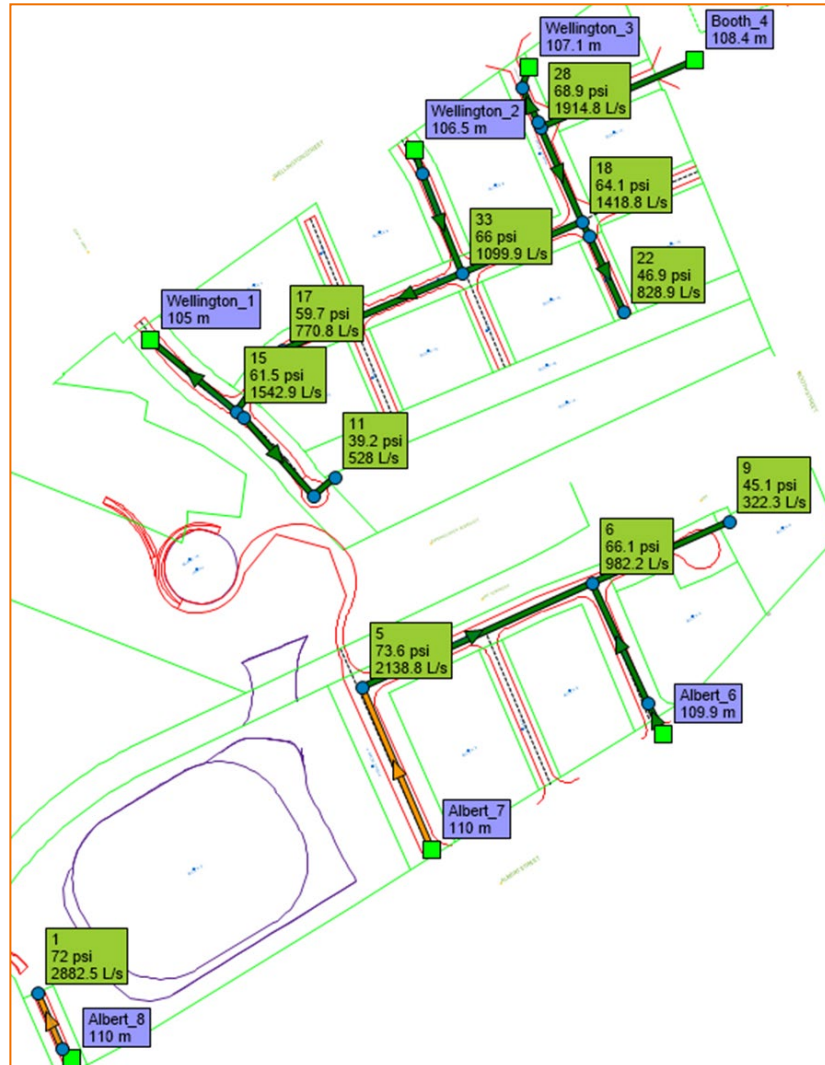 Booth_4
108.4 m
Wellington_3
107.1 m
28
68.9 psi
1914.8 L/s
Wellington_2
106.5 m
18
64.1 psi
1418.8 L/s
33
66 psi
1099.9 L/s
22
46.9 psi
828.9 L/s
Wellington_1
105 m
17
59.7 psi
770.8 L/s
15
61.5 psi
1542.9 L/s
11
39.2 psi
528 L/s
9
45.1 psi
322.3 L/s
6
66.1 psi
982.2 L/s
5
73.6 psi
2138.8 L/s
Albert_6
109.9 m
Albert_7
110 m
1
72 psi
2882.5 L/s
Albert_8
110 m